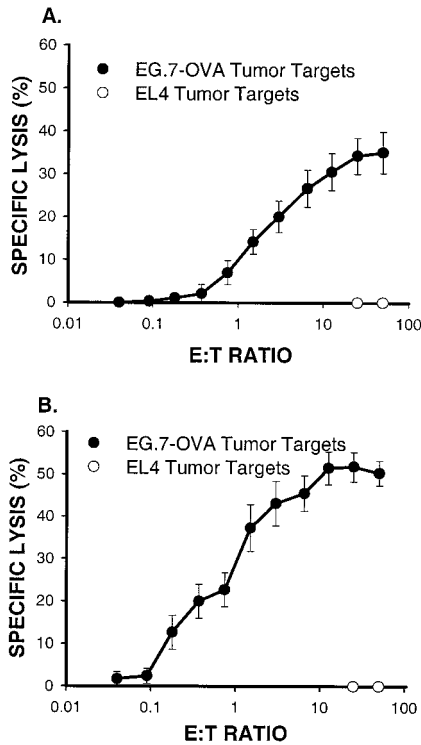 A.
60
50
40
30
20
10
0
SPECIFIC LYSIS (%)
EG.7-OVA Tumor Targets
EL4 Tumor Targets
0.01 0.1 1 10 100
E:T RATIO
B.
60
50
40
30
20
10
0
SPECIFIC LYSIS (%)
EG.7-OVA Tumor Targets
EL4 Tumor Targets
0.01 0.1 1 10 100
E:T RATIO